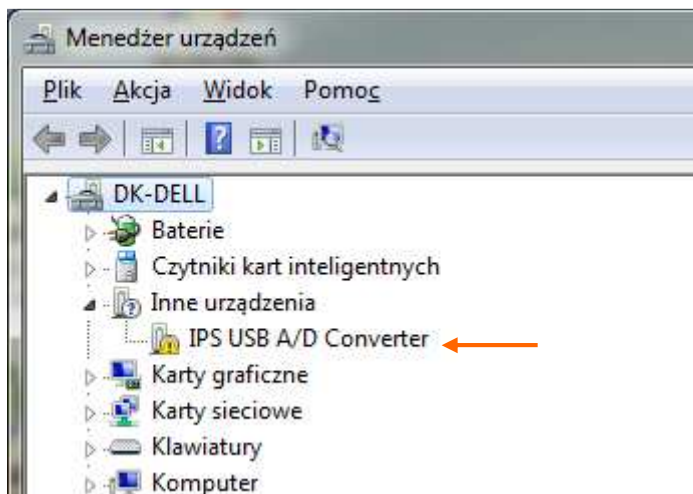 Menedżer urządzeń
Plik Akcja Widok Pomoc
DK-DELL
Baterie
Czytniki kart inteligentnych
Inne urządzenia
IPS USB A/D Converter
Karty graficzne
Karty sieciowe
Klawiatury
Komputer